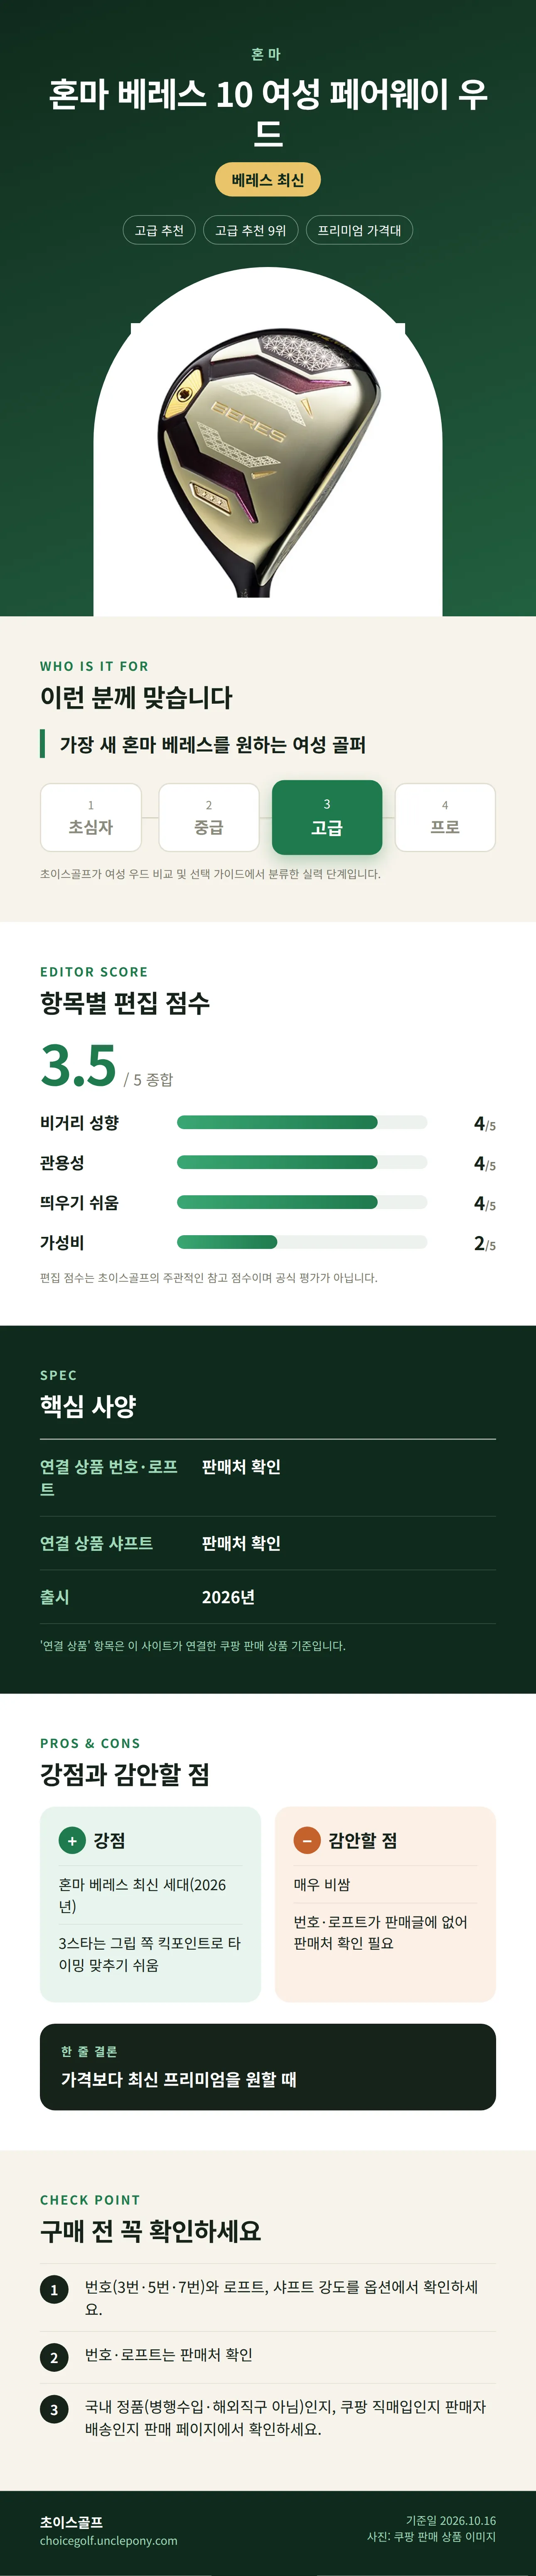 혼마
혼마 베레스 10 여성 페어웨이 우
드
베레스 최신
고급 추천
고급 추천 9위
프리미엄 가격대
BERES
WHO IS IT FOR
이런 분께 맞습니다
가장 새 혼마 베레스를 원하는 여성 골퍼
1
초심자
2
중급
3
고급
4
프로
초이스골프가 여성 우드 비교 및 선택 가이드에서 분류한 실력 단계입니다.
EDITOR SCORE
항목별 편집 점수
3.5 / 5 종합
비거리 성향 4/5
관용성 4/5
띄우기 쉬움 4/5
가성비 2/5
편집 점수는 초이스골프의 주관적인 참고 점수이며 공식 평가가 아닙니다.
SPEC
핵심 사양
연결 상품 번호·로프
트
판매처 확인
연결 상품 샤프트 판매처 확인
출시 2026년
'연결 상품' 항목은 이 사이트가 연결한 쿠팡 판매 상품 기준입니다.
PROS & CONS
강점과 감안할 점
+ 강점
혼마 베레스 최신 세대(2026
년)
3스타는 그립 쪽 킥포인트로 타
이밍 맞추기 쉬움
− 감안할 점
매우 비쌈
번호·로프트가 판매글에 없어
판매처 확인 필요
한 줄 결론
가격보다 최신 프리미엄을 원할 때
CHECK POINT
구매 전 꼭 확인하세요
1 번호(3번·5번·7번)와 로프트, 샤프트 강도를 옵션에서 확인하세
요.
2 번호·로프트는 판매처 확인
3 국내 정품(병행수입·해외직구 아님)인지, 쿠팡 직매입인지 판매자
배송인지 판매 페이지에서 확인하세요.
초이스골프
choicegolf.unclepony.com
기준일 2026.10.16
사진: 쿠팡 판매 상품 이미지